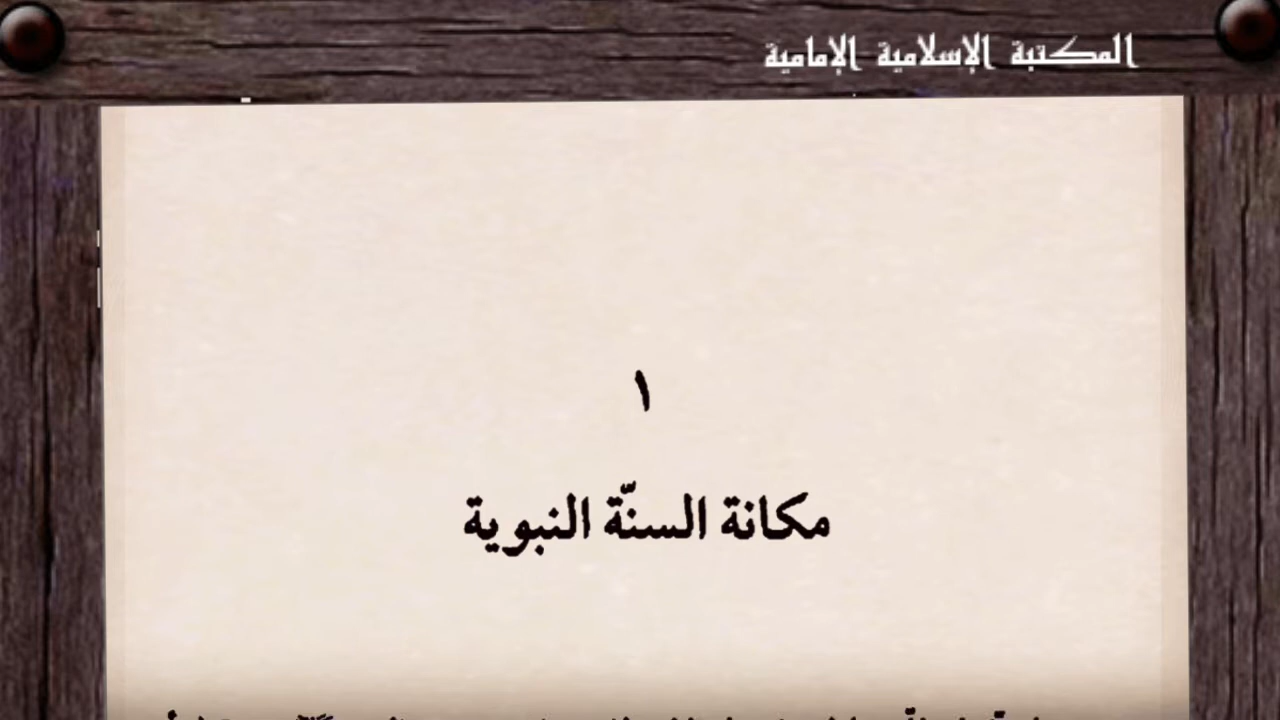 المكتبة الإسلامية الإمامية
١
مكانة السنّة النبوية